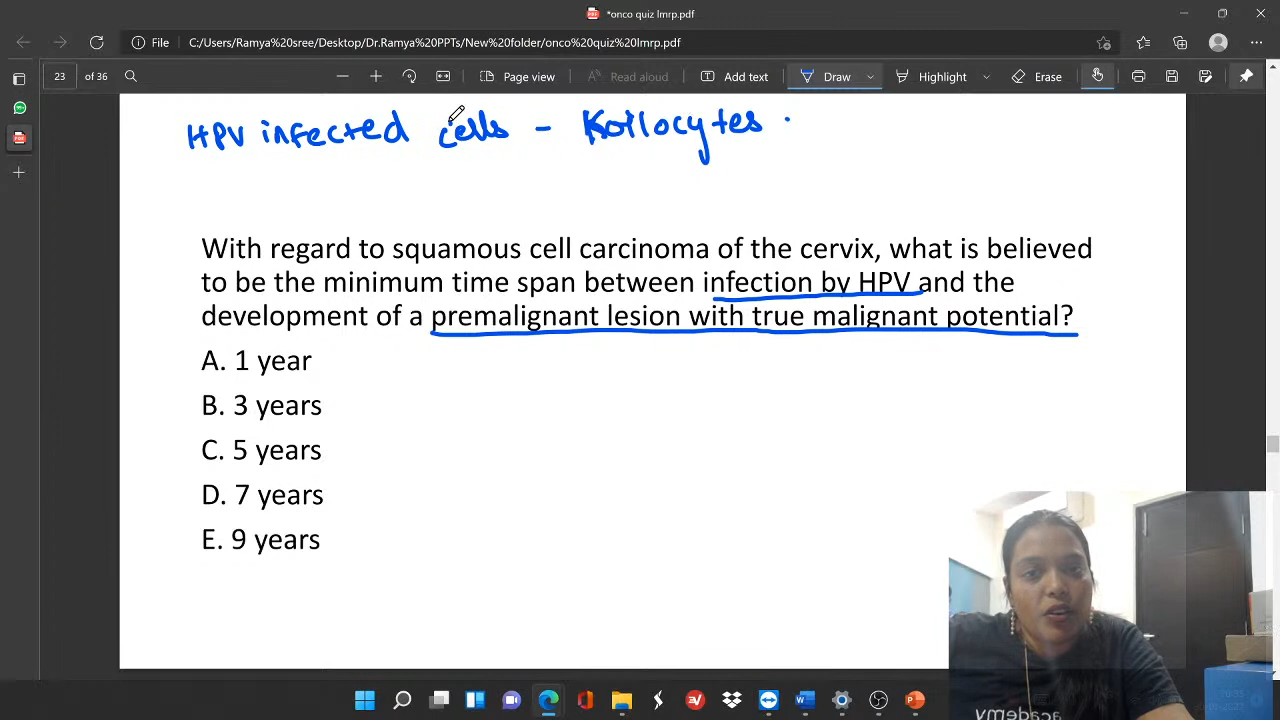 *onco quiz lmrp.pdf
File C:/Users/Ramya%20sree/Desktop/Dr.Ramya%20PPTs/New%20folder/onco%20quiz%20lmrp.pdf
23 of 36 Page view Read aloud Add text Draw Highlight Erase
HPV infected cells - Koilocytes .
With regard to squamous cell carcinoma of the cervix, what is believed
to be the minimum time span between infection by HPV and the
development of a premalignant lesion with true malignant potential?
A. 1 year
B. 3 years
C. 5 years
D. 7 years
E. 9 years
academy